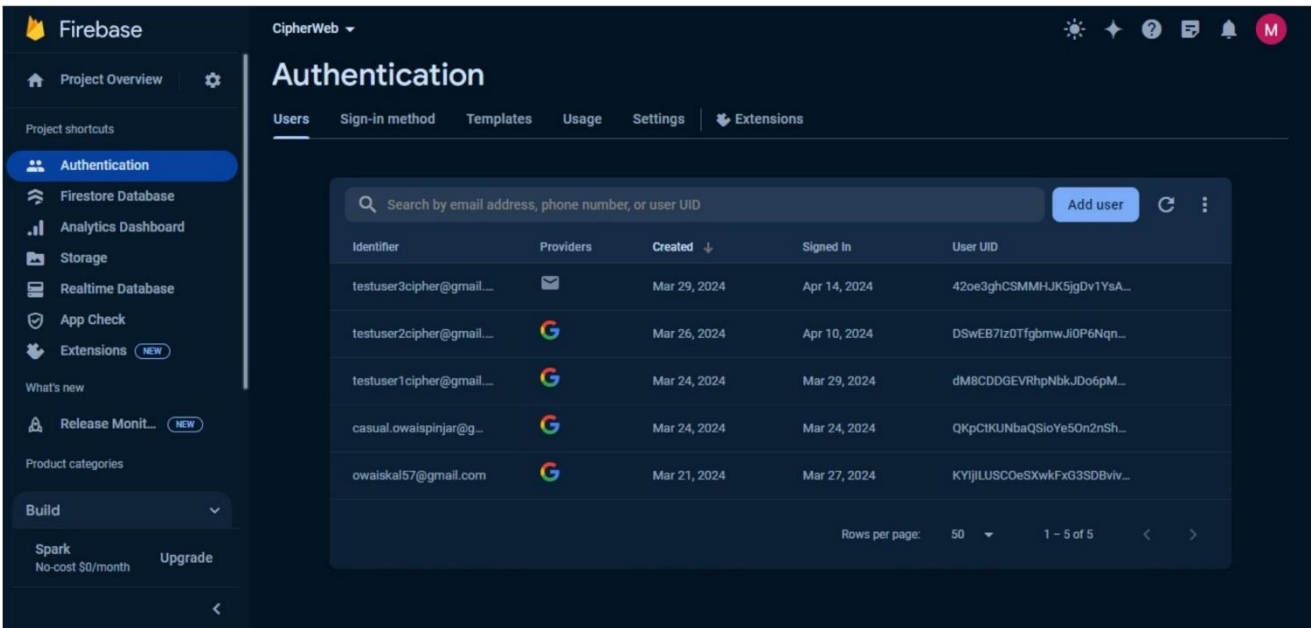 Firebase
Project Overview
Project shortcuts
Authentication
Firestore Database
Analytics Dashboard
Storage
Realtime Database
App Check
Extensions NEW
What's new
Release Monit... NEW
Product categories
Build
Spark
No-cost $0/month
Upgrade
CipherWeb
M
Authentication
Users Sign-in method Templates Usage Settings Extensions
Search by email address, phone number, or user UID
Add user
Identifier Providers Created Signed In User UID
testuser3cipher@gmail.... Mar 29, 2024 Apr 14, 2024 42oe3ghCSMMHJK5jgDv1YsA...
testuser2cipher@gmail.... Mar 26, 2024 Apr 10, 2024 DSwEB7Iz0TfgbmwJi0P6Nqn...
testuser1cipher@gmail.... Mar 24, 2024 Mar 29, 2024 dM8CDDGEVRhpNbkJDo6pM...
casual.owaispinjar@g... Mar 24, 2024 Mar 24, 2024 QKpCtKUNbaQSioYe5On2nSh...
owaiskal57@gmail.com Mar 21, 2024 Mar 27, 2024 KYIjILUSCOeSXwkFxG3SDBviv...
Rows per page: 50 1 – 5 of 5